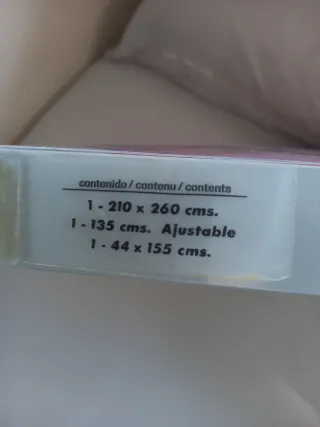 contenido / contenu / contents
1 - 210 x 260 cms.
1 - 135 cms. Ajustable
1 - 44 x 155 cms.